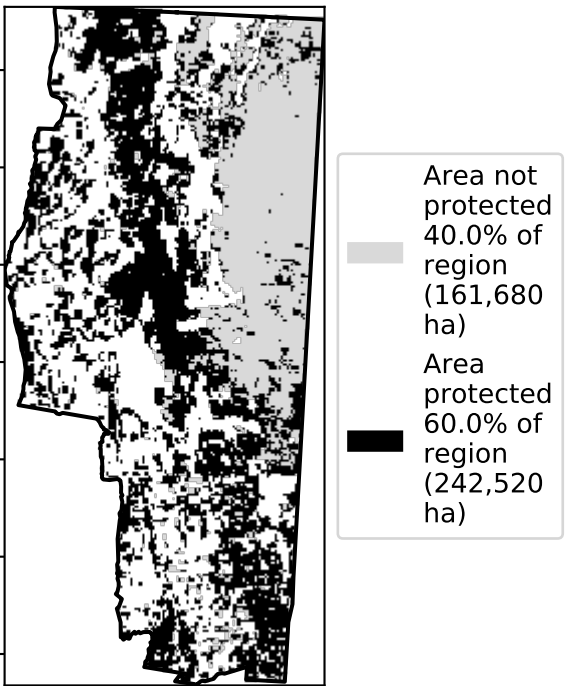 Area not
protected
40.0% of
region
(161,680
ha)
Area
protected
60.0% of
region
(242,520
ha)